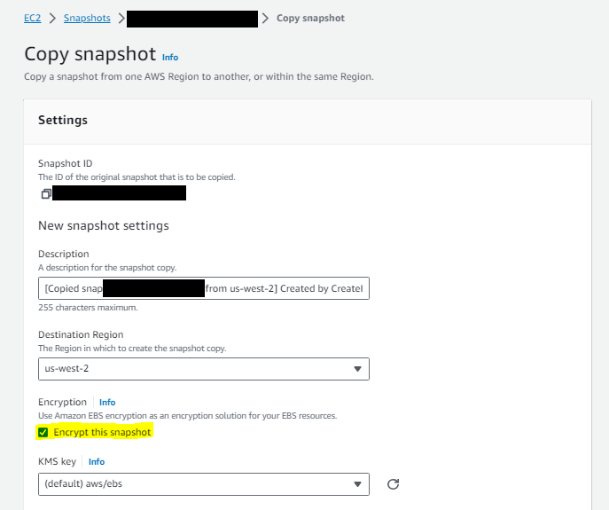 EC2 > Snapshots > > Copy snapshot
Copy snapshot Info
Copy a snapshot from one AWS Region to another, or within the same Region.
Settings
Snapshot ID
The ID of the original snapshot that is to be copied.
New snapshot settings
Description
A description for the snapshot copy.
[Copied snap from us-west-2] Created by CreateI
255 characters maximum.
Destination Region
The Region in which to create the snapshot copy.
us-west-2
Encryption Info
Use Amazon EBS encryption as an encryption solution for your EBS resources.
Encrypt this snapshot
KMS key Info
(default) aws/ebs